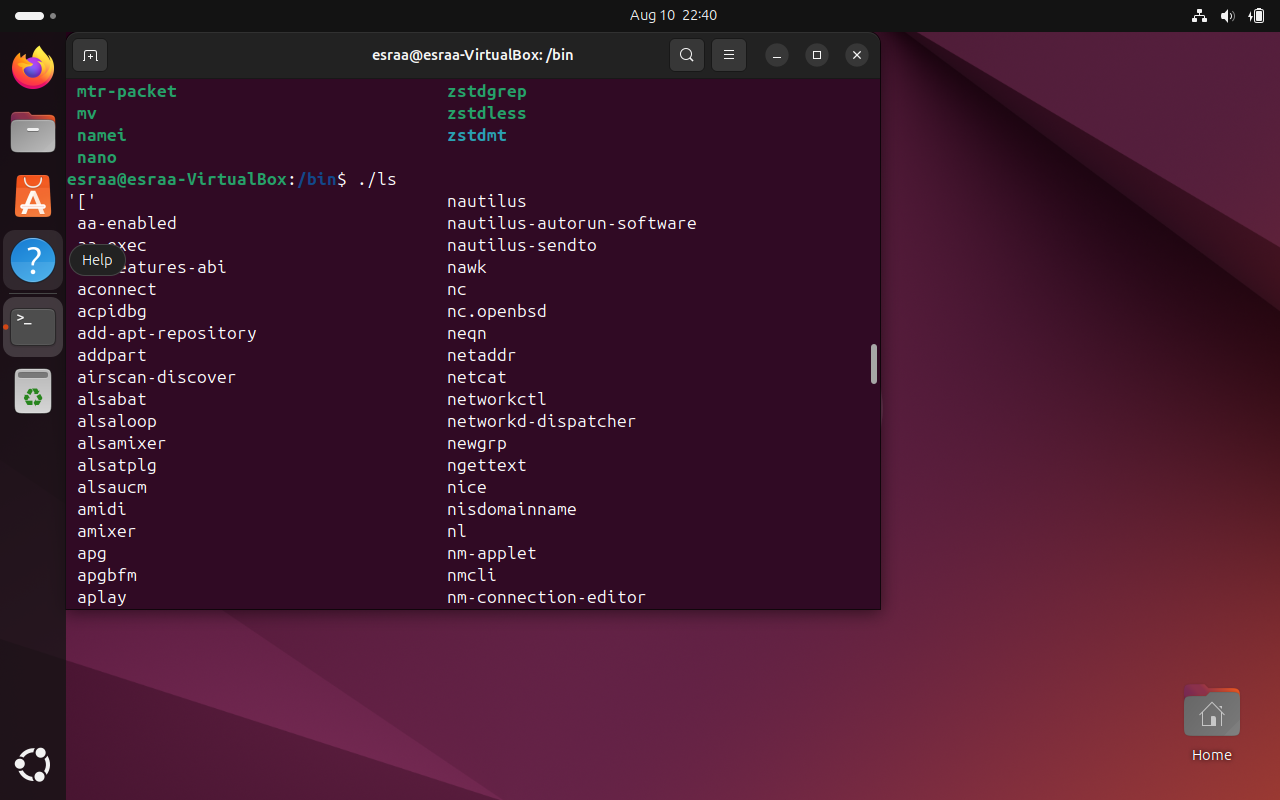 Aug 10 22:40
esraa@esraa-VirtualBox: /bin
mtr-packet zstdgrep
mv zstdless
namei zstdmt
nano
esraa@esraa-VirtualBox:/bin$ ./ls
'[' nautilus
aa-enabled nautilus-autorun-software
exec nautilus-sendto
Help
eatures-abi nawk
aconnect nc
acpidbg nc.openbsd
add-apt-repository neqn
addpart netaddr
airscan-discover netcat
alsabat networkctl
alsaloop networkd-dispatcher
alsamixer newgrp
alsatplg ngettext
alsaucm nice
amidi nisdomainname
amixer nl
apg nm-applet
apgbfm nmcli
aplay nm-connection-editor
>_
Home